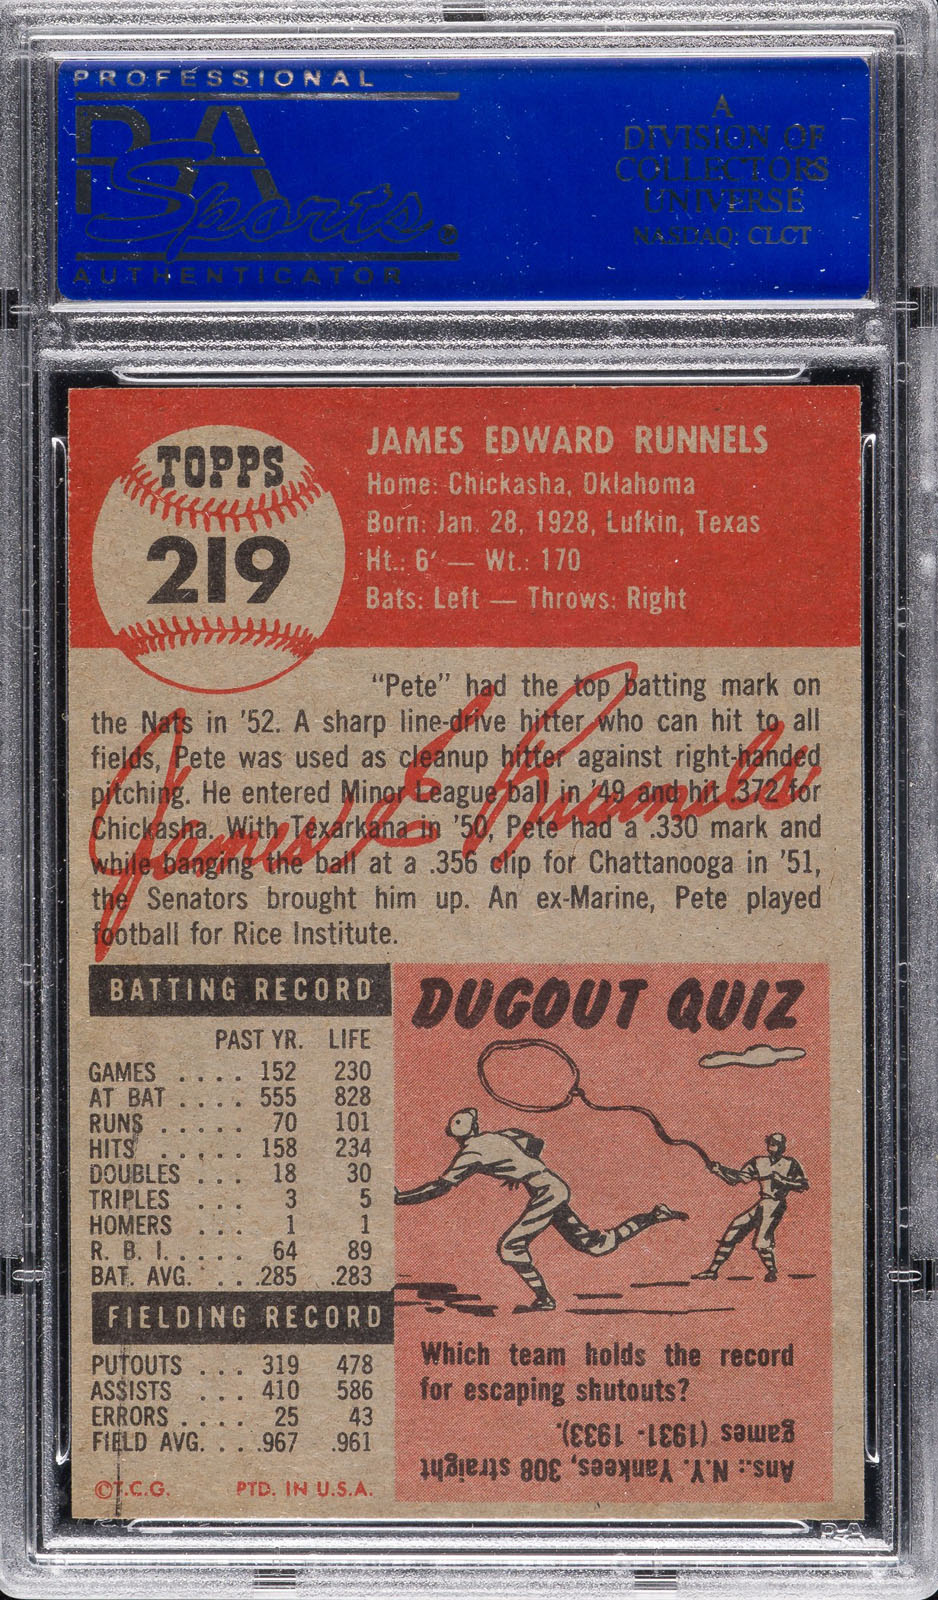 PROFESSIONAL
PSA
Sports
AUTHENTICATOR
A
DIVISION OF
COLLECTORS
UNIVERSE
NASDAQ: CLCT
TOPPS
219
JAMES EDWARD RUNNELS
Home: Chickasha, Oklahoma
Born: Jan. 28, 1928, Lufkin, Texas
Ht.: 6' — Wt.: 170
Bats: Left — Throws: Right
"Pete" had the top batting mark on
the Nats in '52. A sharp line-drive hitter who can hit to all
fields, Pete was used as cleanup hitter against right-handed
pitching. He entered Minor League ball in '49 and hit .372 for
Chickasha. With Texarkana in '50, Pete had a .330 mark and
while banging the ball at a .356 clip for Chattanooga in '51,
the Senators brought him up. An ex-Marine, Pete played
football for Rice Institute.
James E Runnels
BATTING RECORD
PAST YR. LIFE
GAMES .... 152 230
AT BAT .... 555 828
RUNS ..... 70 101
HITS ..... 158 234
DOUBLES ... 18 30
TRIPLES ... 3 5
HOMERS ... 1 1
R. B. I. .... 64 89
BAT. AVG. ... .285 .283
FIELDING RECORD
PUTOUTS ... 319 478
ASSISTS ... 410 586
ERRORS .... 25 43
FIELD AVG. ... .967 .961
©T.C.G. PTD. IN U.S.A.
DUGOUT QUIZ
Which team holds the record
for escaping shutouts?
Ans.: N.Y. Yankees, 308 straight
games (1931 - 1933).
PSA